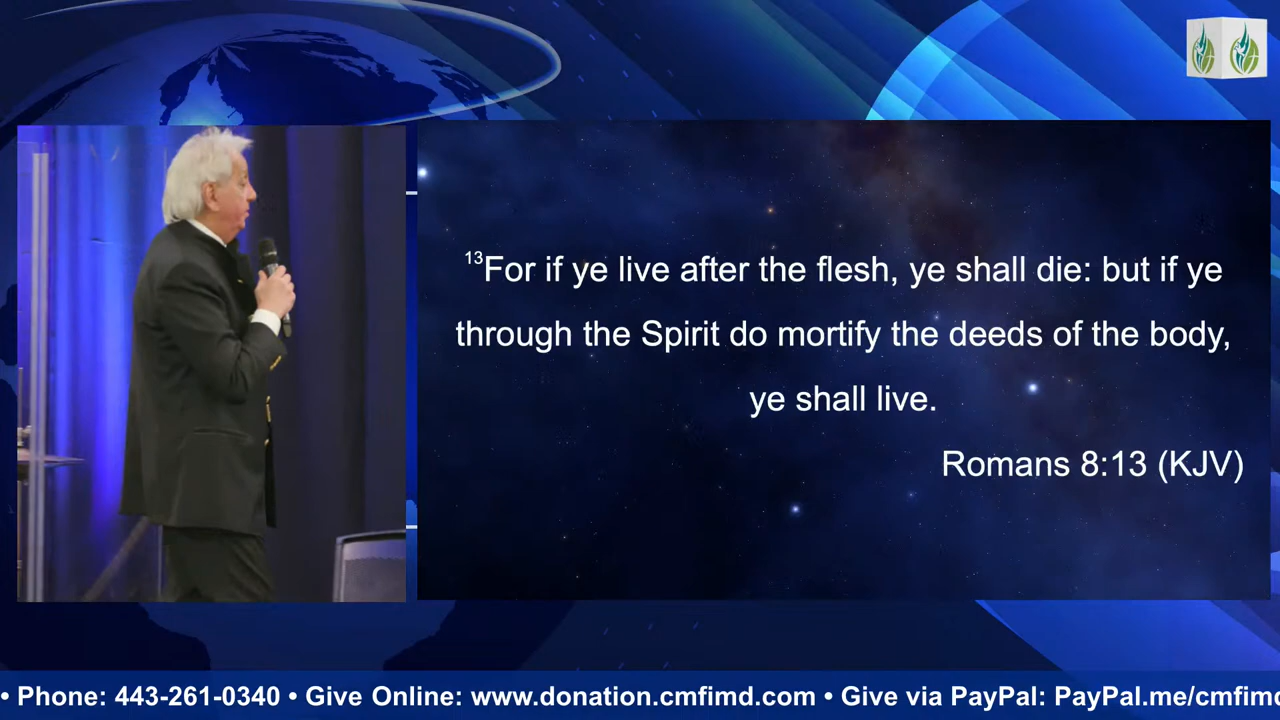 ¹³For if ye live after the flesh, ye shall die: but if ye
through the Spirit do mortify the deeds of the body,
ye shall live.
Romans 8:13 (KJV)
• Phone: 443-261-0340 • Give Online: www.donation.cmfimd.com • Give via PayPal: PayPal.me/cmfimd